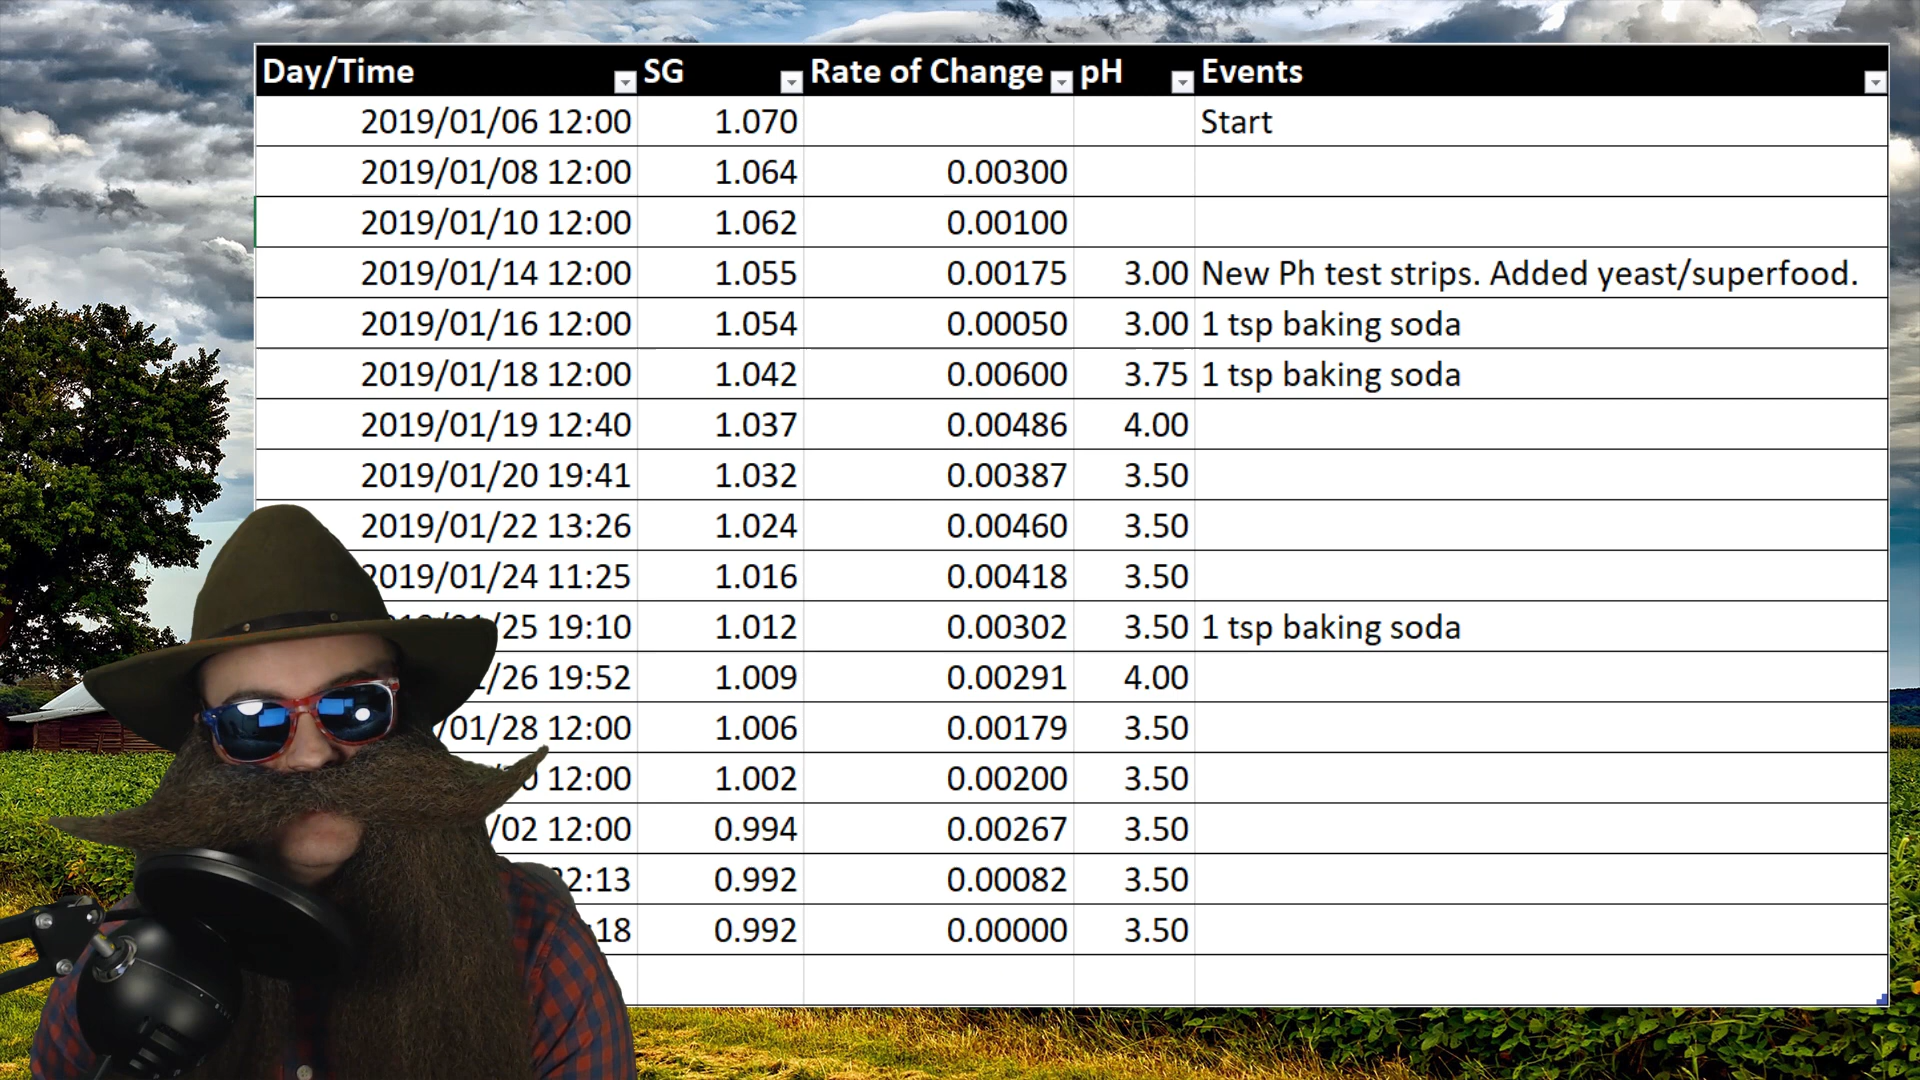 Day/Time SG Rate of Change pH Events
2019/01/06 12:00 1.070 Start
2019/01/08 12:00 1.064 0.00300
2019/01/10 12:00 1.062 0.00100
2019/01/14 12:00 1.055 0.00175 3.00 New Ph test strips. Added yeast/superfood.
2019/01/16 12:00 1.054 0.00050 3.00 1 tsp baking soda
2019/01/18 12:00 1.042 0.00600 3.75 1 tsp baking soda
2019/01/19 12:40 1.037 0.00486 4.00
2019/01/20 19:41 1.032 0.00387 3.50
2019/01/22 13:26 1.024 0.00460 3.50
2019/01/24 11:25 1.016 0.00418 3.50
/25 19:10 1.012 0.00302 3.50 1 tsp baking soda
/26 19:52 1.009 0.00291 4.00
/01/28 12:00 1.006 0.00179 3.50
12:00 1.002 0.00200 3.50
/02 12:00 0.994 0.00267 3.50
2:13 0.992 0.00082 3.50
:18 0.992 0.00000 3.50